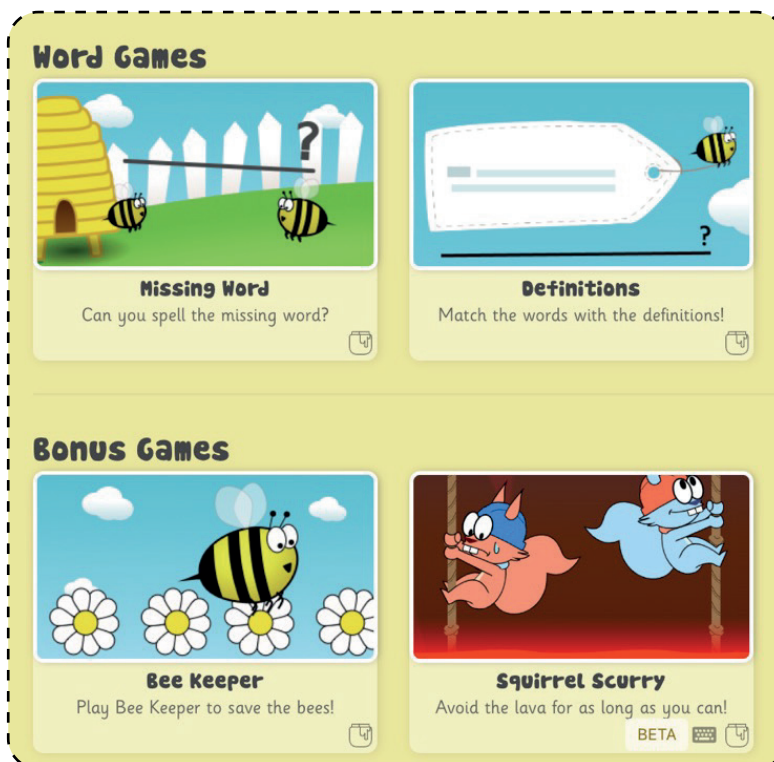 Word Games
?
?
Missing Word
Definitions
Can you spell the missing word?
Match the words with the definitions!
Bonus Games
Bee Keeper
Squirrel Scurry
Play Bee Keeper to save the bees!
Avoid the lava for as long as you can!
BETA